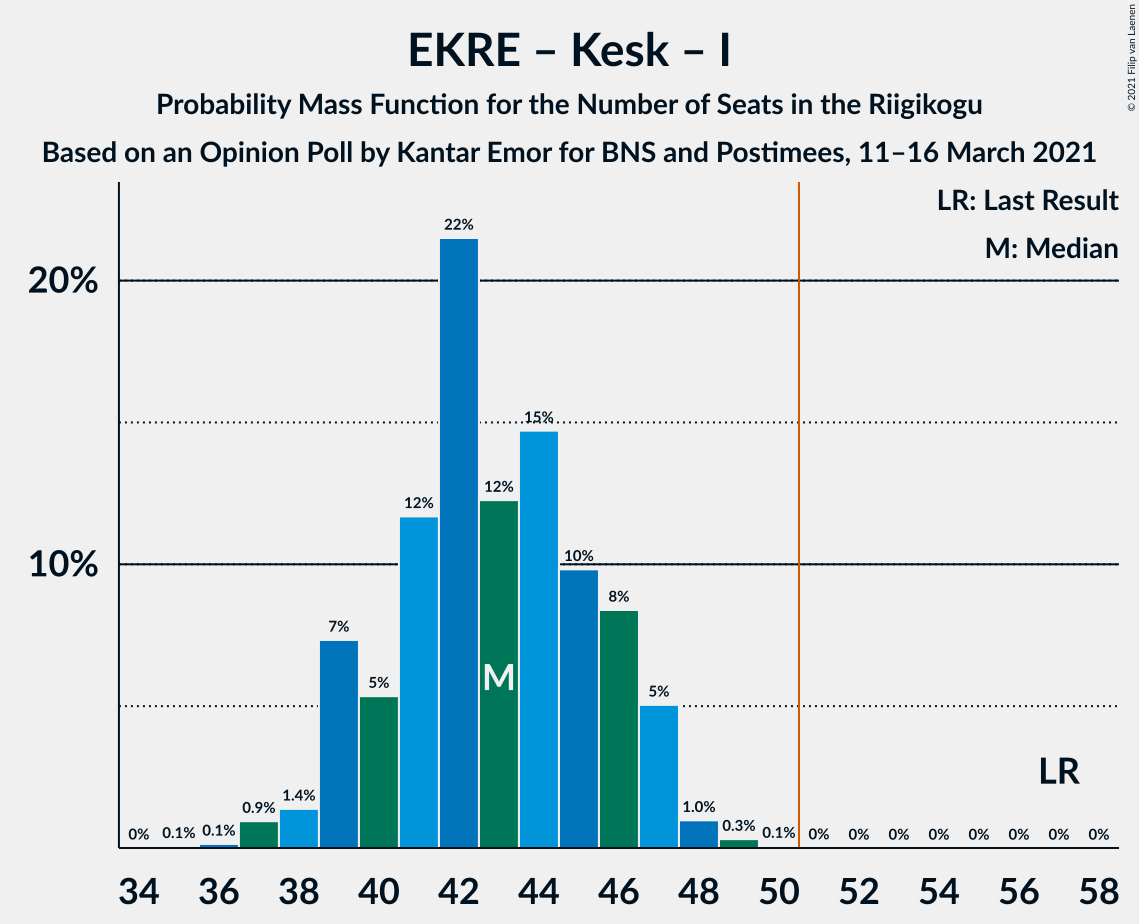 EKRE – Kesk – I
Probability Mass Function for the Number of Seats in the Riigikogu
Based on an Opinion Poll by Kantar Emor for BNS and Postimees, 11–16 March 2021
© 2021 Filip van Laenen
LR: Last Result
M: Median
20%
10%
0% 0.1% 0.1% 0.9% 1.4% 7% 5% 12% 22% 12% 15% 10% 8% 5% 1.0% 0.3% 0.1% 0% 0% 0% 0% 0% 0% 0% 0%
M
LR
34 36 38 40 42 44 46 48 50 52 54 56 58